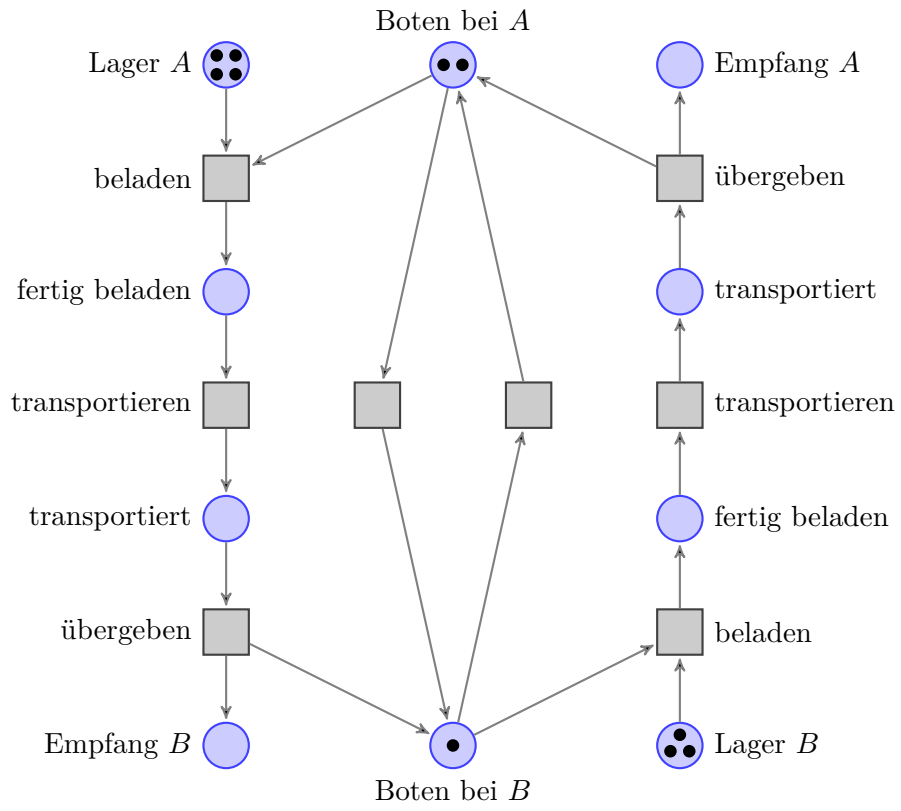 Boten bei A
Lager A
Empfang A
beladen
übergeben
fertig beladen
transportiert
transportieren
transportieren
transportiert
fertig beladen
übergeben
beladen
Empfang B
Lager B
Boten bei B